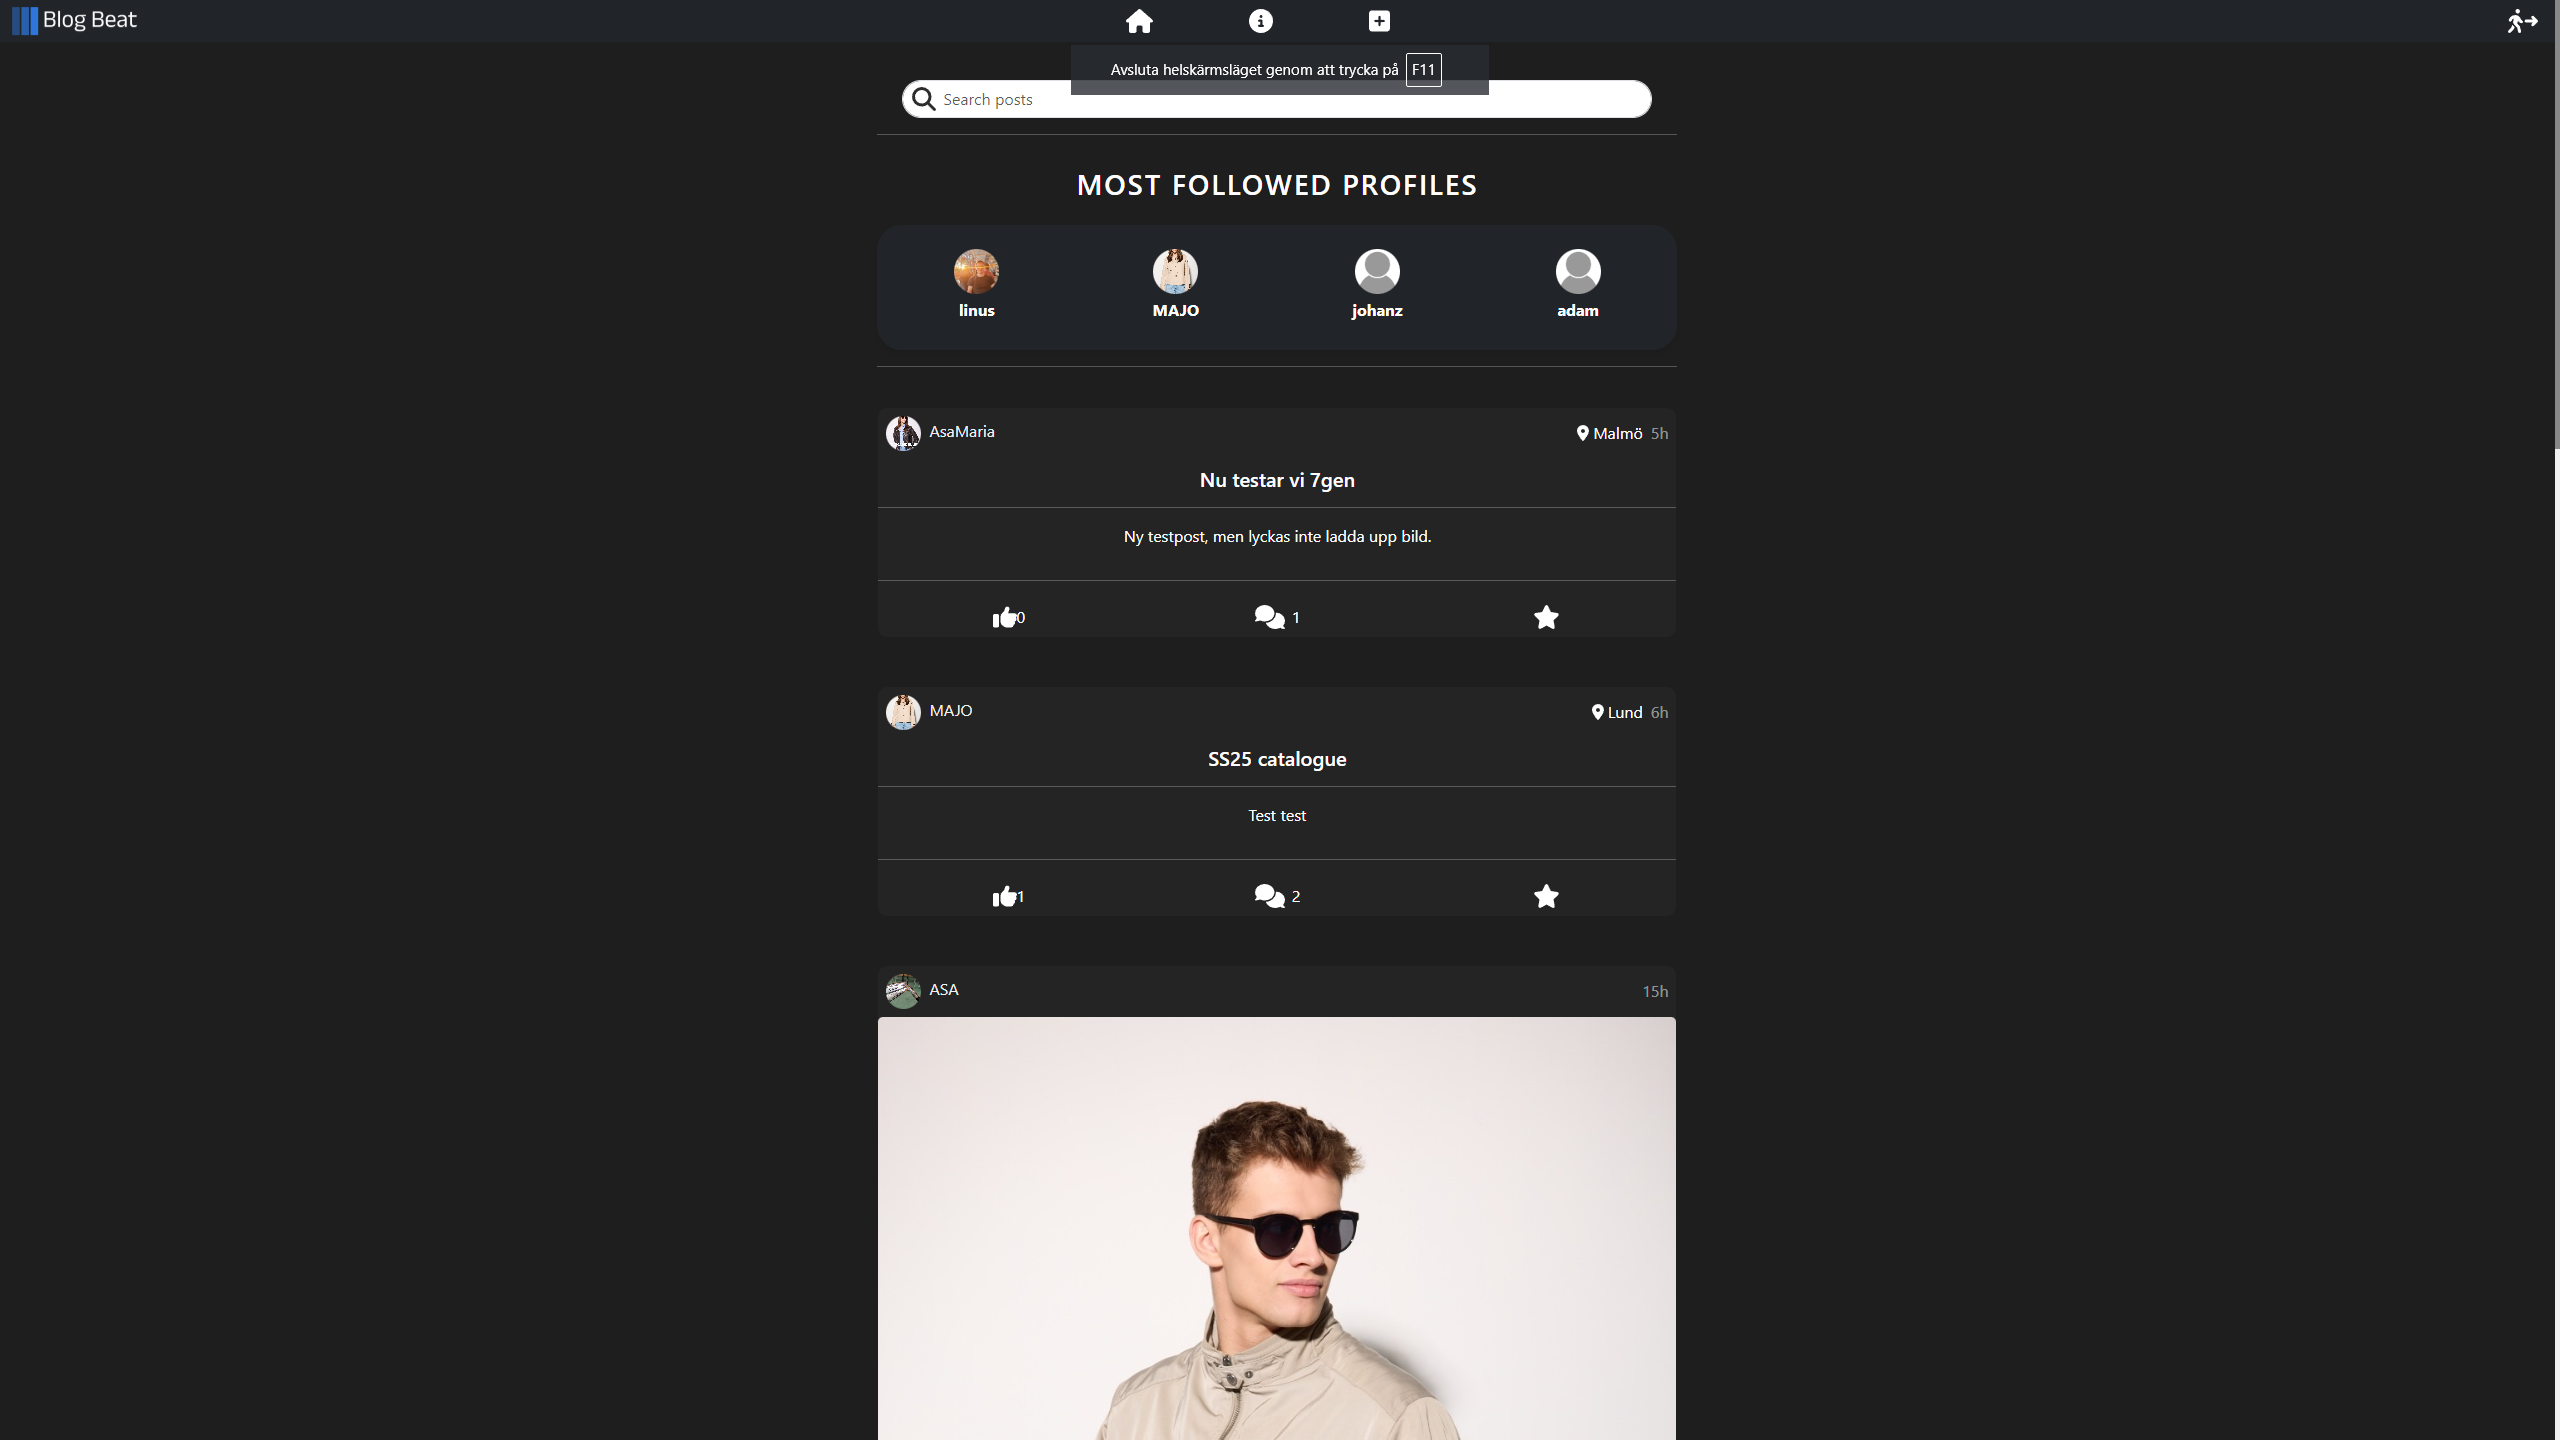 Blog Beat
Avsluta helskärmsläget genom att trycka på F11
Search posts
MOST FOLLOWED PROFILES
linus
MAJO
johanz
adam
AsaMaria
Malmö 5h
Nu testar vi 7gen
Ny testpost, men lyckas inte ladda upp bild.
0
1
MAJO
Lund 6h
SS25 catalogue
Test test
1
2
ASA
15h